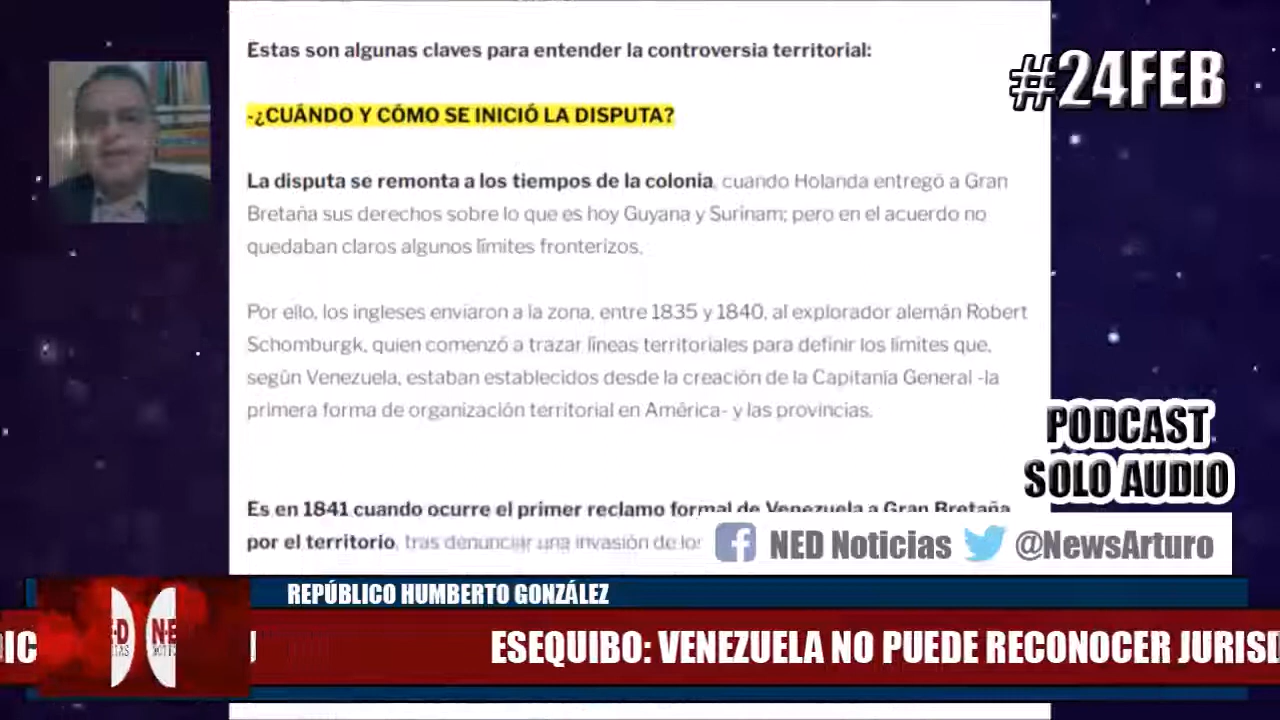 Estas son algunas claves para entender la controversia territorial:
#24FEB
-¿CUÁNDO Y CÓMO SE INICIÓ LA DISPUTA?
La disputa se remonta a los tiempos de la colonia, cuando Holanda entregó a Gran
Bretaña sus derechos sobre lo que es hoy Guyana y Surinam; pero en el acuerdo no
quedaban claros algunos límites fronterizos.
Por ello, los ingleses enviaron a la zona, entre 1835 y 1840, al explorador alemán Robert
Schomburgk, quien comenzó a trazar líneas territoriales para definir los límites que,
según Venezuela, estaban establecidos desde la creación de la Capitanía General -la
primera forma de organización territorial en América- y las provincias.
PODCAST
SOLO AUDIO
Es en 1841 cuando ocurre el primer reclamo formal de Venezuela a Gran Bretaña
por el territorio, tras denunciar una invasión de los
NED Noticias @NewsArturo
REPÚBLICO HUMBERTO GONZÁLEZ
ESEQUIBO: VENEZUELA NO PUEDE RECONOCER JURISD